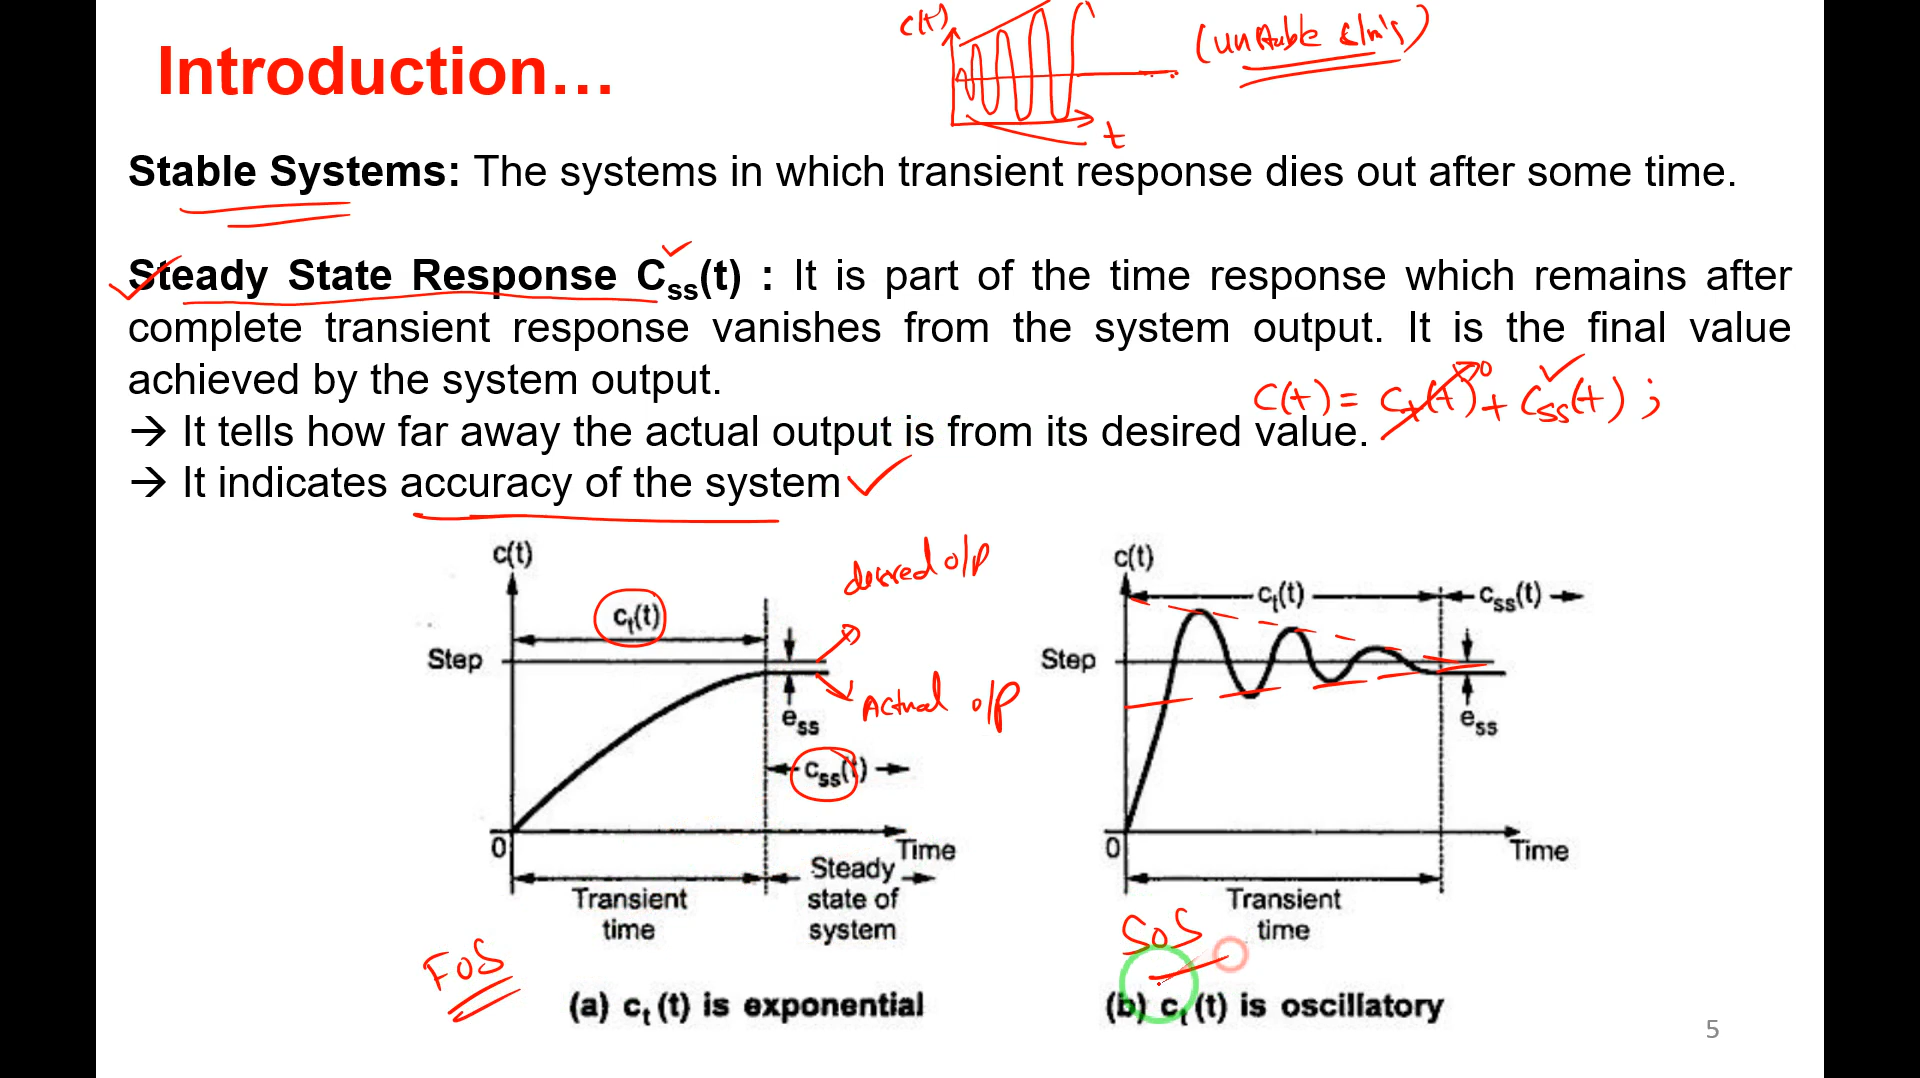 c(t)
(unstable s/m's)
Introduction…
t
Stable Systems: The systems in which transient response dies out after some time.
Steady State Response Css(t) : It is part of the time response which remains after
complete transient response vanishes from the system output. It is the final value
achieved by the system output.
C(t) = Ct(t) 0 + Css(t) ;
→ It tells how far away the actual output is from its desired value.
→ It indicates accuracy of the system
c(t)
desired o/p
ct(t)
Step
Actual o/p
ess
css(t)
0
Time
Transient
time
Steady
state of
system
FOS
(a) ct (t) is exponential
c(t)
ct(t)
css(t)
Step
ess
0
Time
Transient
time
SOS
(b) ct (t) is oscillatory
5